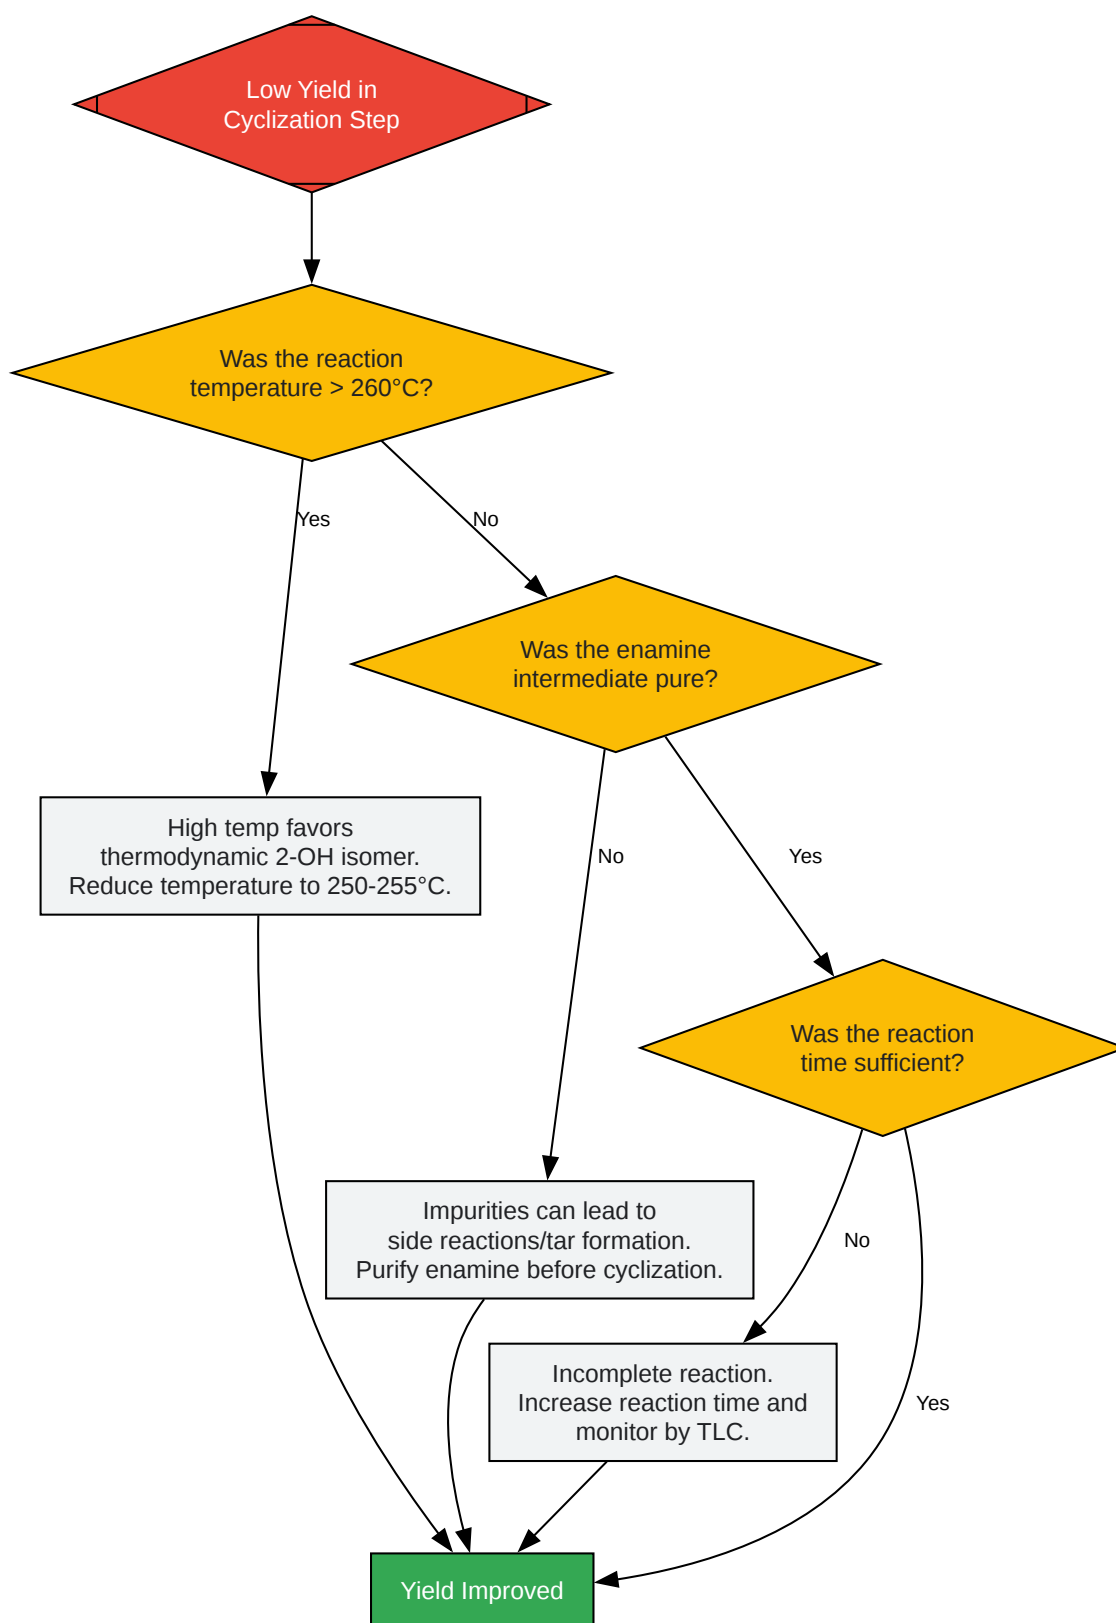 Low Yield in
Cyclization Step
Was the reaction
temperature > 260°C?
Yes
No
Was the enamine
intermediate pure?
High temp favors
thermodynamic 2-OH isomer.
Reduce temperature to 250-255°C.
No
Yes
Was the reaction
time sufficient?
Impurities can lead to
side reactions/tar formation.
Purify enamine before cyclization.
No
Incomplete reaction.
Increase reaction time and
monitor by TLC.
Yes
Yield Improved